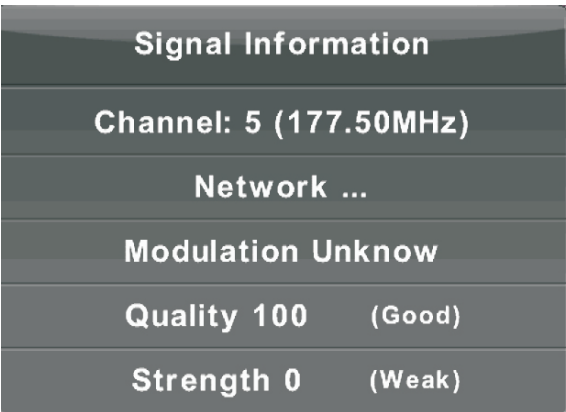 Signal Information
Channel: 5 (177.50MHz)
Network ...
Modulation Unknow
Quality 100 (Good)
Strength 0 (Weak)